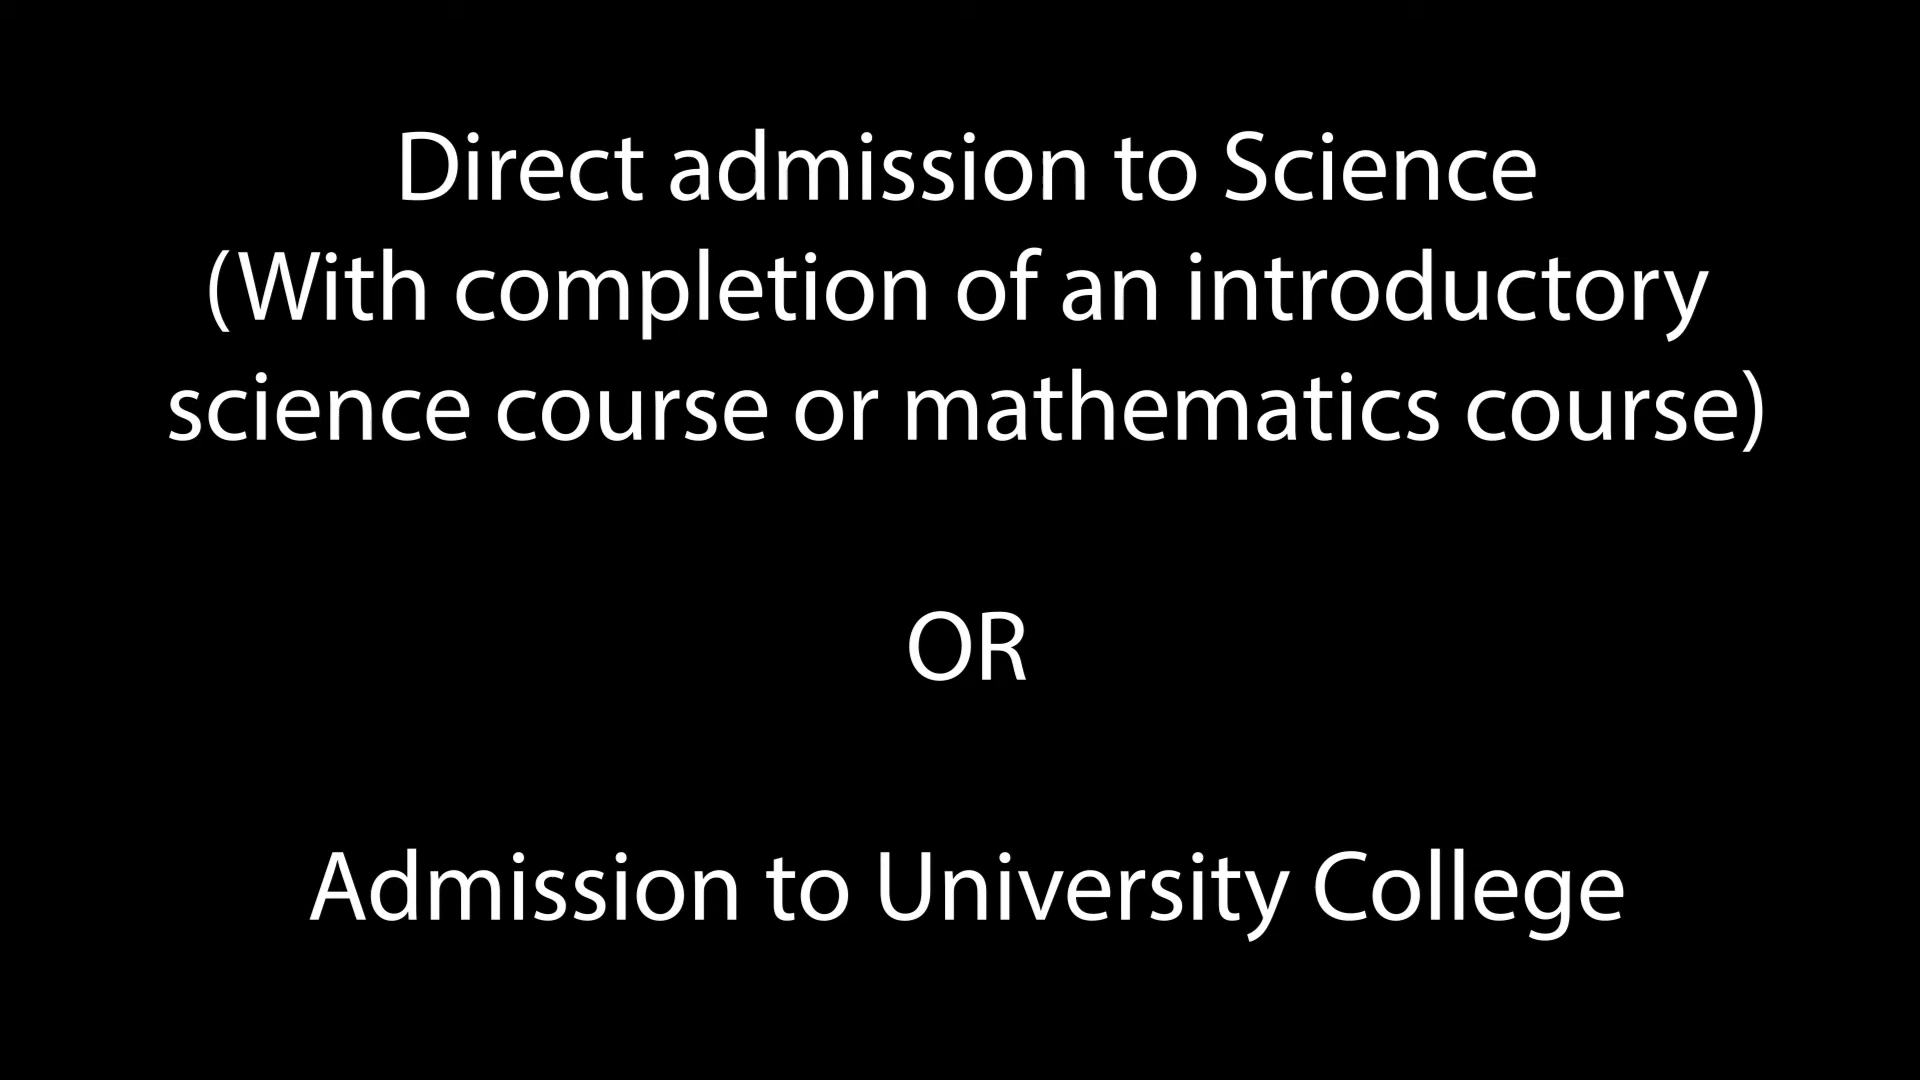 Direct admission to Science
(With completion of an introductory
science course or mathematics course)
OR
Admission to University College